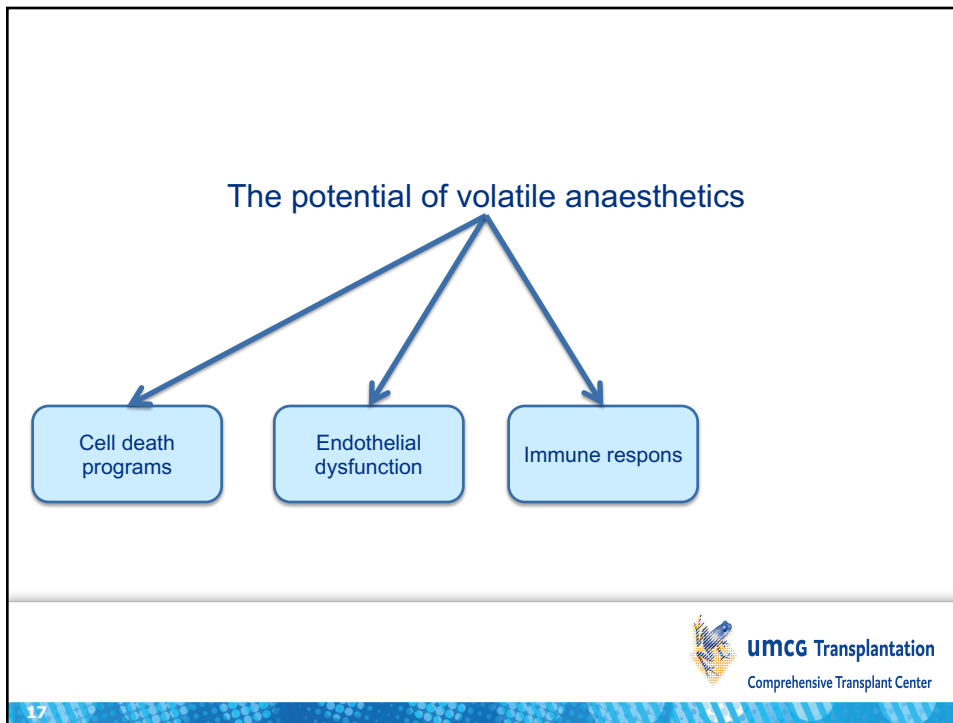 The potential of volatile anaesthetics
Cell death
programs
Endothelial
dysfunction
Immune respons
umcg Transplantation
Comprehensive Transplant Center
17